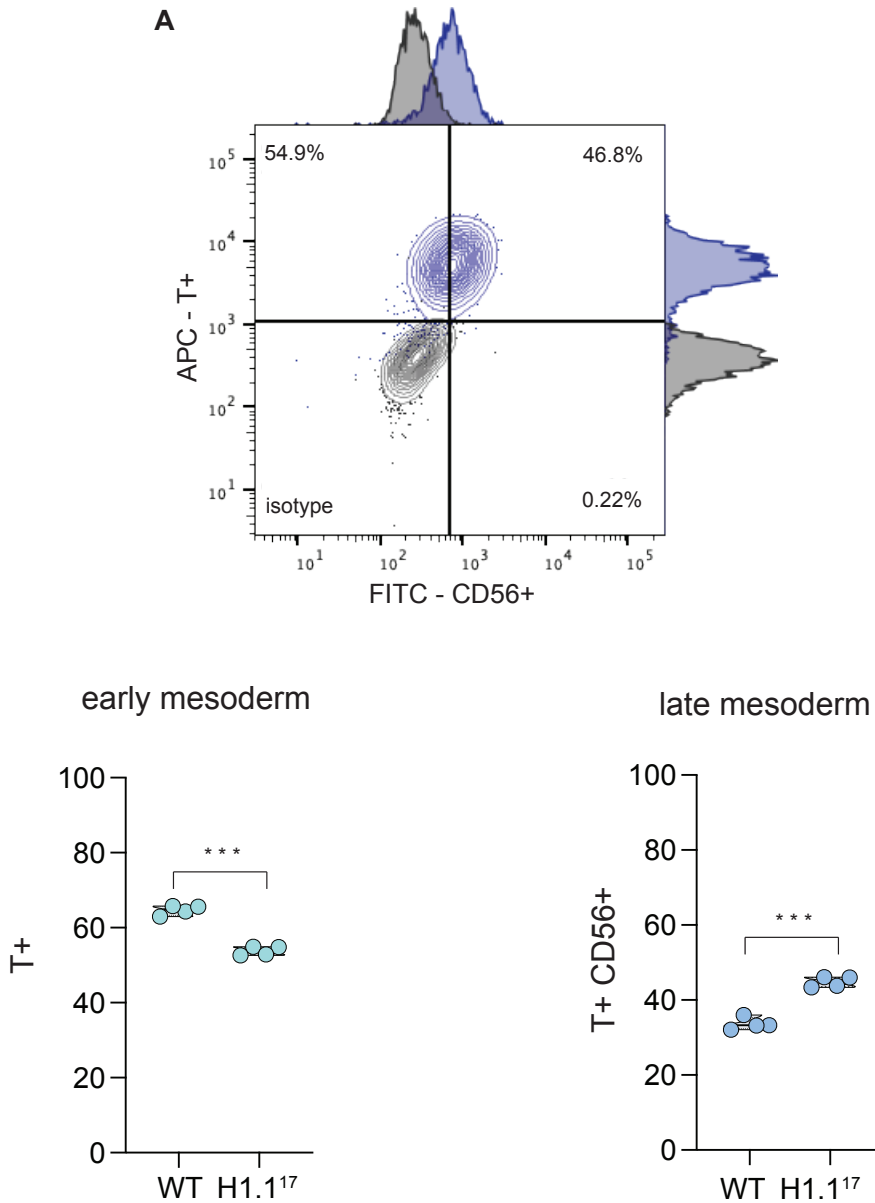 A
54.9% 46.8%
10⁵
10⁴
10³
10²
10¹
APC - T+
isotype 0.22%
10¹ 10² 10³ 10⁴ 10⁵
FITC - CD56+
early mesoderm
100
80
60
40
20
0
T+
***
WT H1.1¹⁷
late mesoderm
100
80
60
40
20
0
T+ CD56+
***
WT H1.1¹⁷